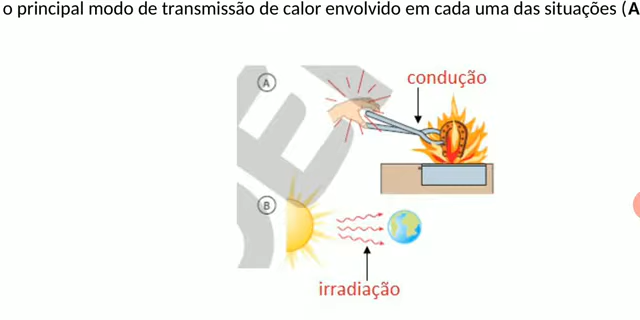 o principal modo de transmissão de calor envolvido em cada uma das situações (A
A
condução
B
irradiação